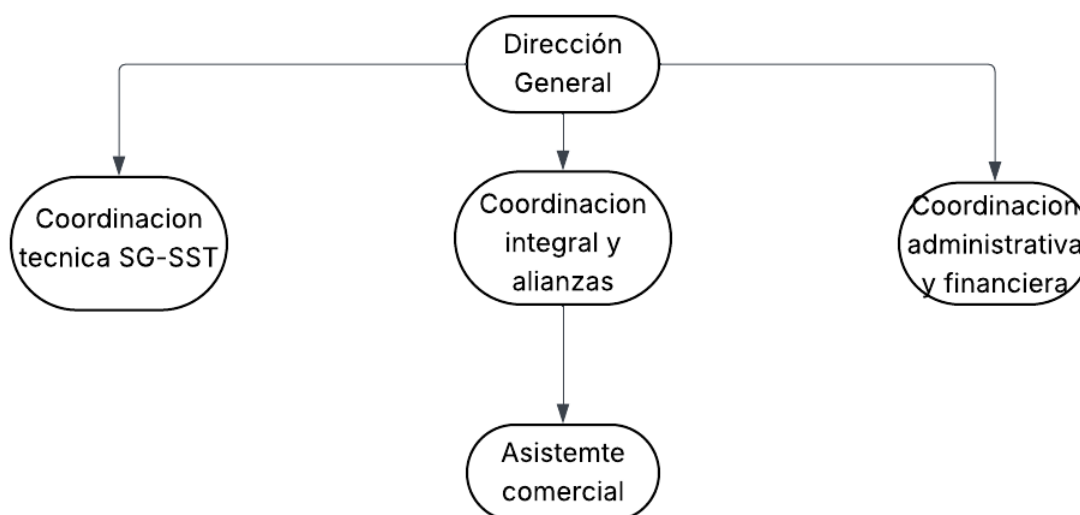 Dirección
General
Coordinacion
tecnica SG-SST
Coordinacion
integral y
alianzas
Coordinacion
administrativa
y financiera
Asistemte
comercial